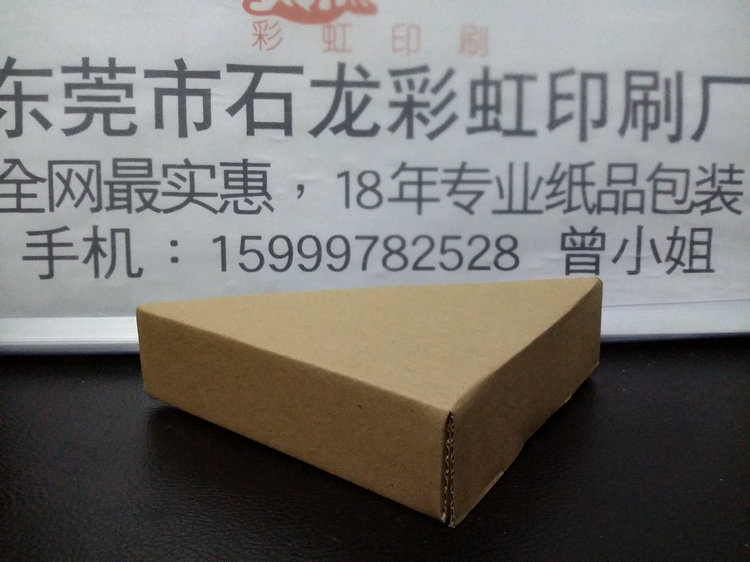 彩虹印刷
东莞市石龙彩虹印刷厂
全网最实惠，18年专业纸品包装
手机：15999782528 曾小姐